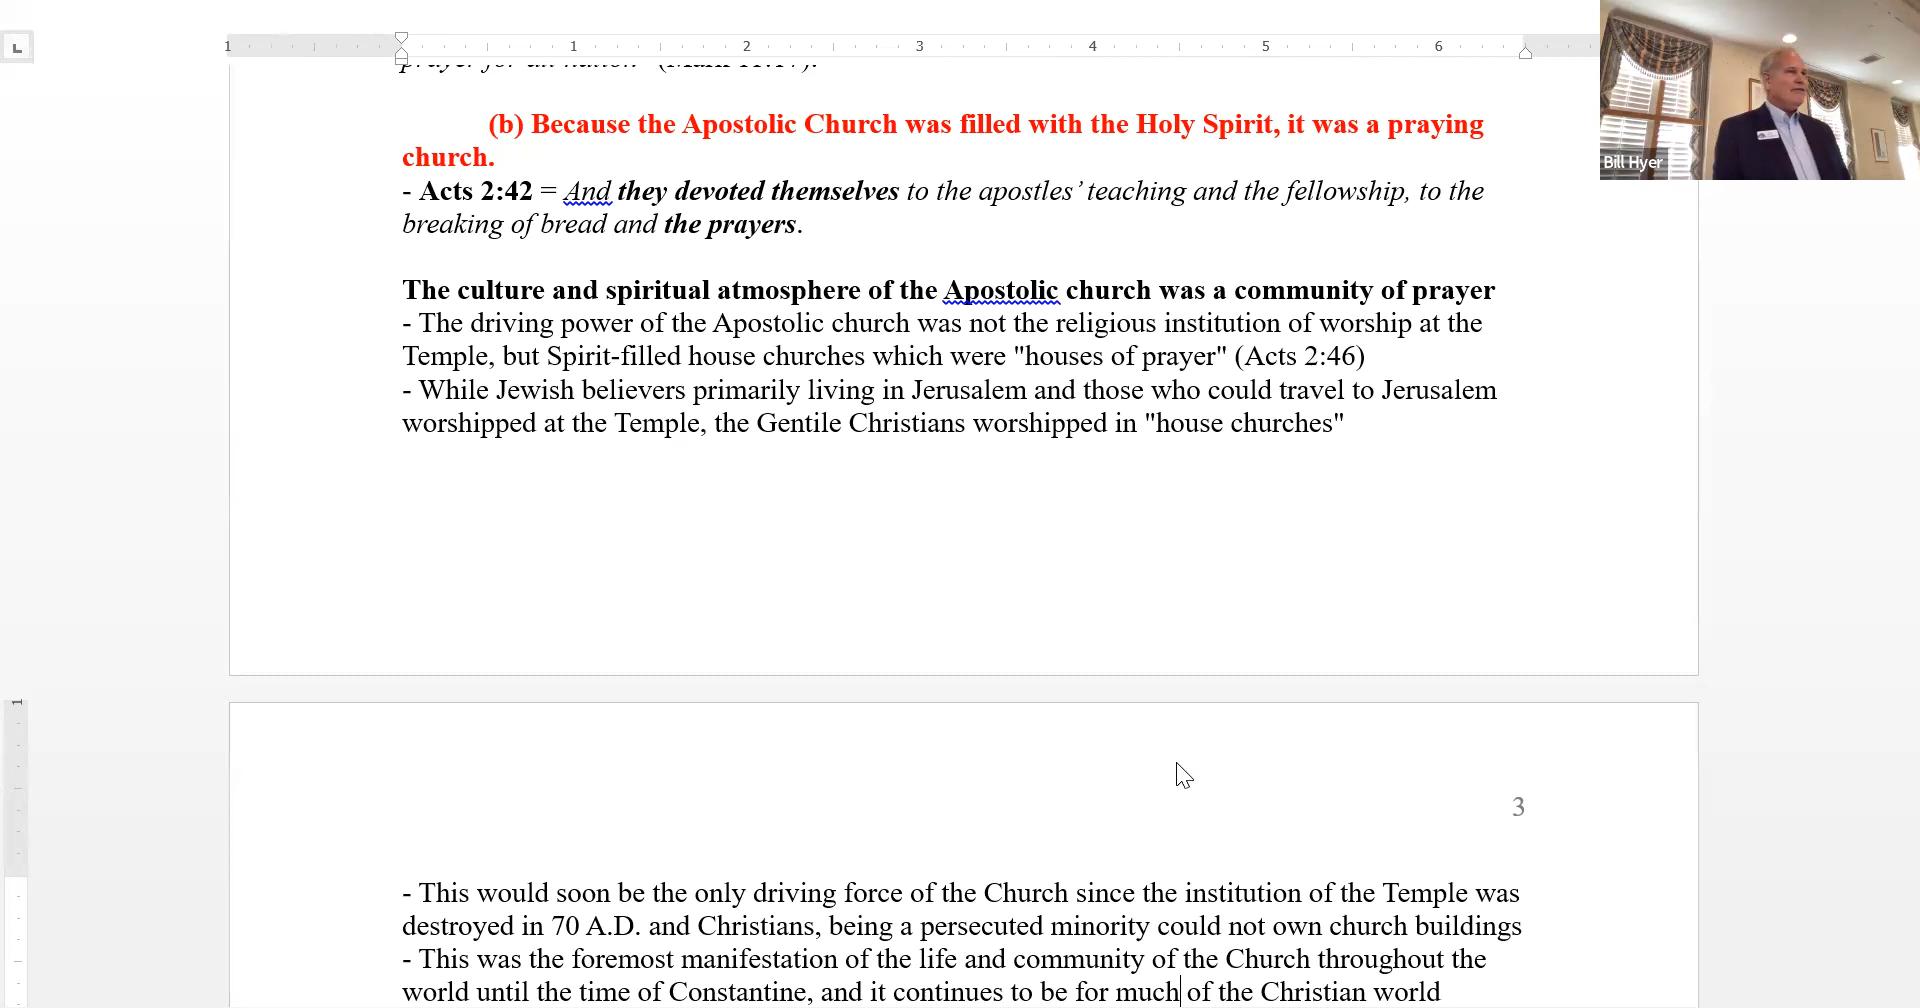 1 1 2 3 4 5 6
(b) Because the Apostolic Church was filled with the Holy Spirit, it was a praying
church.
- Acts 2:42 = And they devoted themselves to the apostles’ teaching and the fellowship, to the
breaking of bread and the prayers.
The culture and spiritual atmosphere of the Apostolic church was a community of prayer
- The driving power of the Apostolic church was not the religious institution of worship at the
Temple, but Spirit-filled house churches which were "houses of prayer" (Acts 2:46)
- While Jewish believers primarily living in Jerusalem and those who could travel to Jerusalem
worshipped at the Temple, the Gentile Christians worshipped in "house churches"
Bill Hyer
1
3
- This would soon be the only driving force of the Church since the institution of the Temple was
destroyed in 70 A.D. and Christians, being a persecuted minority could not own church buildings
- This was the foremost manifestation of the life and community of the Church throughout the
world until the time of Constantine, and it continues to be for much of the Christian world